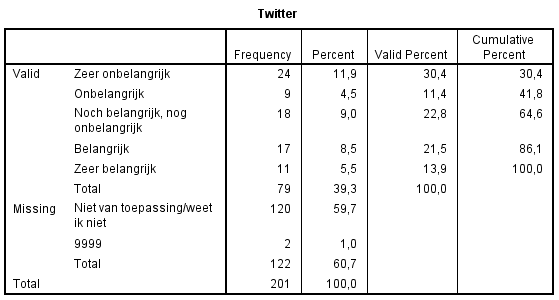 Twitter
Frequency Percent Valid Percent Cumulative Percent
Valid Zeer onbelangrijk 24 11,9 30,4 30,4
Onbelangrijk 9 4,5 11,4 41,8
Noch belangrijk, nog onbelangrijk 18 9,0 22,8 64,6
Belangrijk 17 8,5 21,5 86,1
Zeer belangrijk 11 5,5 13,9 100,0
Total 79 39,3 100,0
Missing Niet van toepassing/weet ik niet 120 59,7
9999 2 1,0
Total 122 60,7
Total 201 100,0